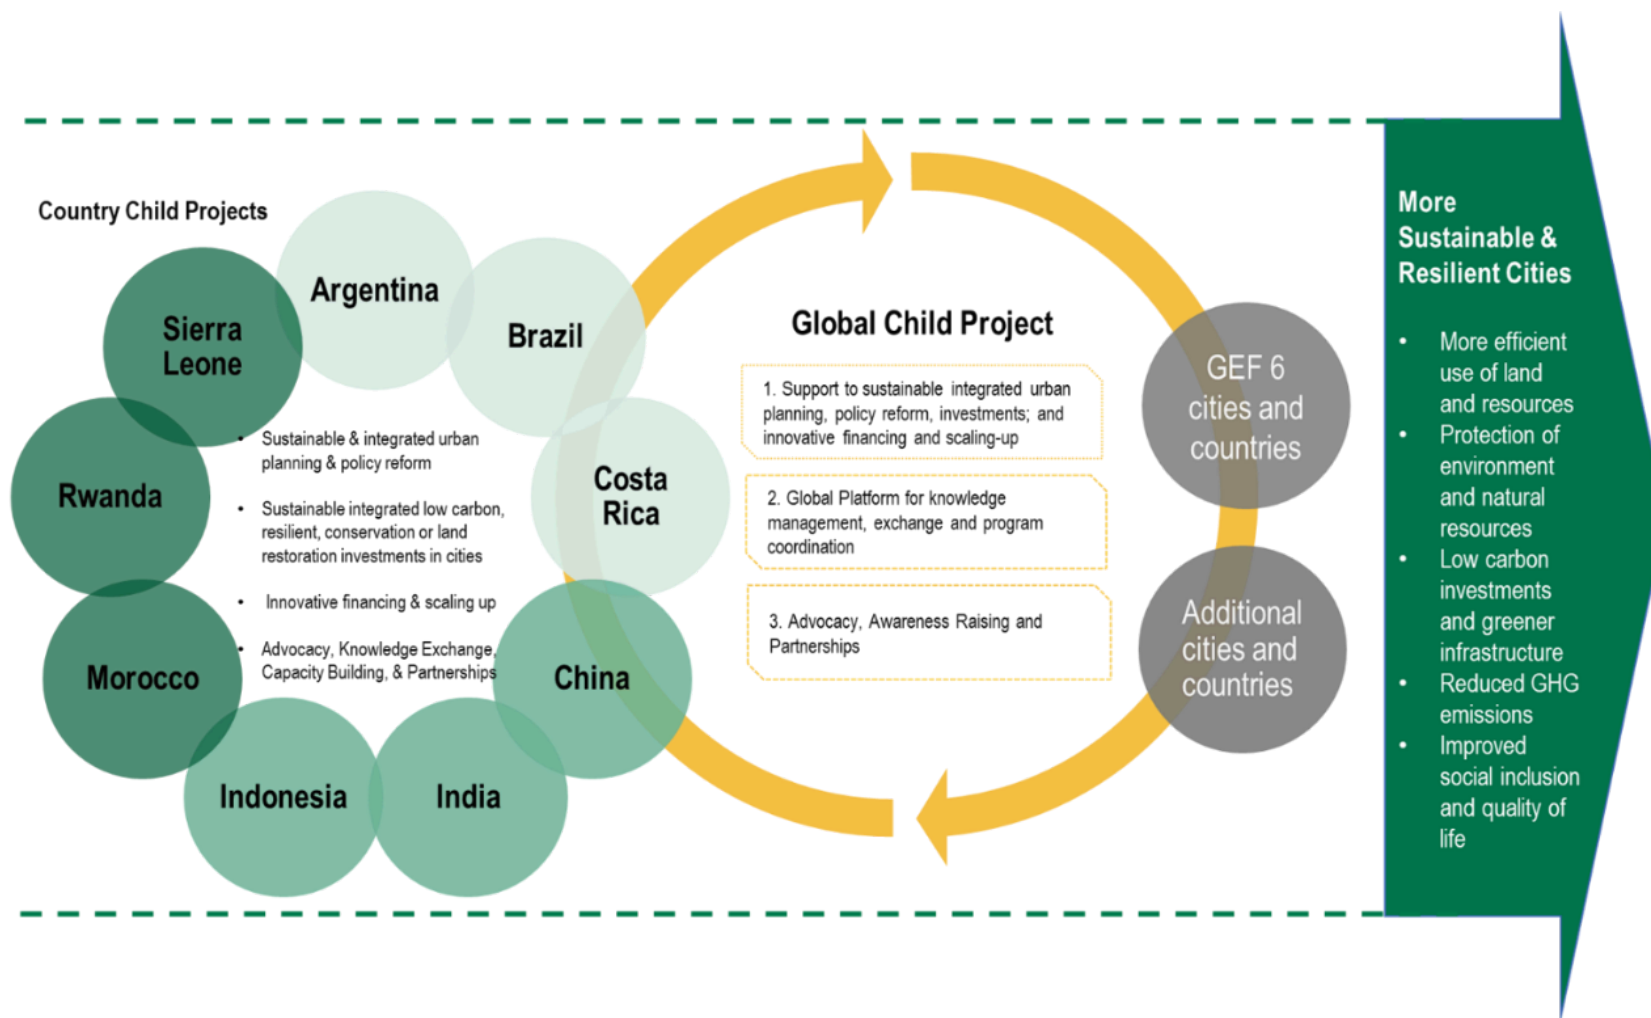 Country Child Projects
Argentina
Brazil
Costa
Rica
China
India
Indonesia
Morocco
Rwanda
Sierra
Leone
• Sustainable & integrated urban
planning & policy reform
• Sustainable integrated low carbon,
resilient, conservation or land
restoration investments in cities
• Innovative financing & scaling up
• Advocacy, Knowledge Exchange,
Capacity Building, & Partnerships
Global Child Project
1. Support to sustainable integrated urban
planning, policy reform, investments; and
innovative financing and scaling-up
2. Global Platform for knowledge
management, exchange and program
coordination
3. Advocacy, Awareness Raising and
Partnerships
GEF 6
cities and
countries
Additional
cities and
countries
More
Sustainable &
Resilient Cities
• More efficient
use of land
and resources
• Protection of
environment
and natural
resources
• Low carbon
investments
and greener
infrastructure
• Reduced GHG
emissions
• Improved
social inclusion
and quality of
life